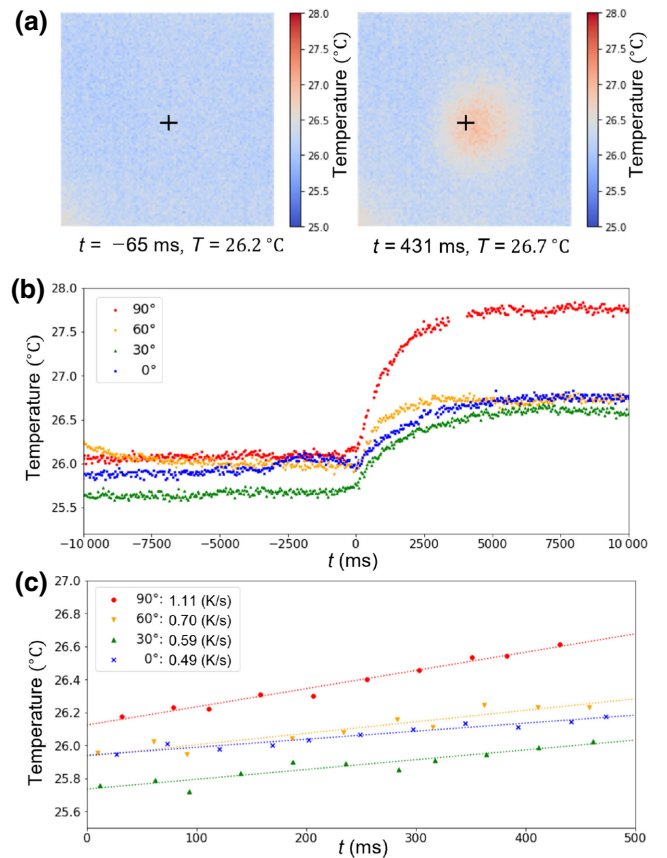 (a)
28.0
27.5
27.0
26.5
26.0
25.5
25.0
Temperature (°C)
t = −65 ms, T = 26.2 °C
28.0
27.5
27.0
26.5
26.0
25.5
25.0
Temperature (°C)
t = 431 ms, T = 26.7 °C
(b)
28.0
27.5
27.0
26.5
26.0
25.5
Temperature (°C)
90°
60°
30°
0°
−10 000 −7500 −5000 −2500 0 2500 5000 7500 10 000
t (ms)
(c)
27.0
26.6
26.4
26.2
26.0
25.8
25.6
Temperature (°C)
90°: 1.11 (K/s)
60°: 0.70 (K/s)
30°: 0.59 (K/s)
0°: 0.49 (K/s)
0 100 200 300 400 500
t (ms)